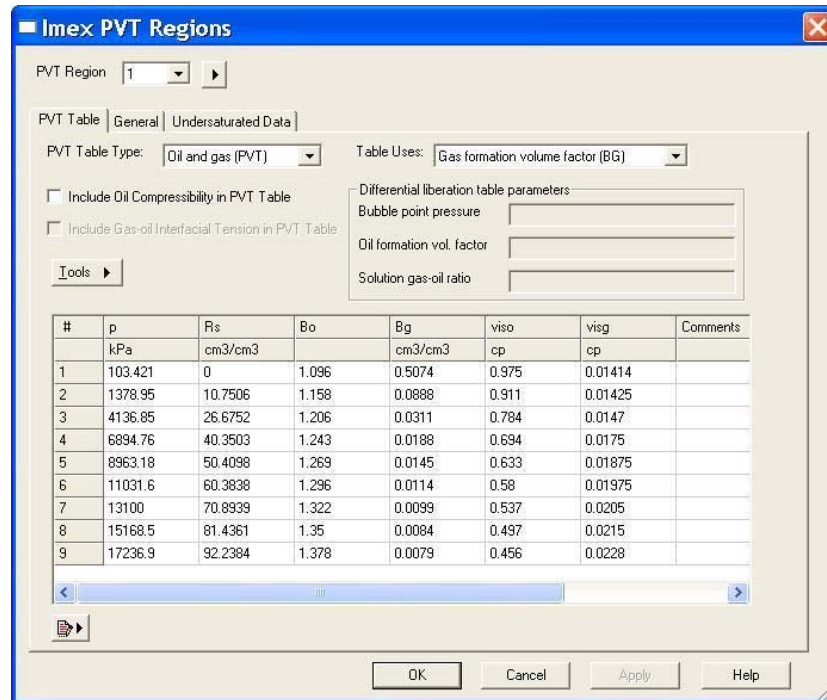 Imex PVT Regions
PVT Region 1
PVT Table General Undersaturated Data
PVT Table Type: Oil and gas (PVT) Table Uses: Gas formation volume factor (BG)
Include Oil Compressibility in PVT Table
Include Gas-oil Interfacial Tension in PVT Table
Tools
Differential liberation table parameters
Bubble point pressure
Oil formation vol. factor
Solution gas-oil ratio
# p Rs Bo Bg viso visg Comments
kPa cm3/cm3 cm3/cm3 cp cp
1 103.421 0 1.096 0.5074 0.975 0.01414
2 1378.95 10.7506 1.158 0.0888 0.911 0.01425
3 4136.85 26.6752 1.206 0.0311 0.784 0.0147
4 6894.76 40.3503 1.243 0.0188 0.694 0.0175
5 8963.18 50.4098 1.269 0.0145 0.633 0.01875
6 11031.6 60.3838 1.296 0.0114 0.58 0.01975
7 13100 70.8939 1.322 0.0099 0.537 0.0205
8 15168.5 81.4361 1.35 0.0084 0.497 0.0215
9 17236.9 92.2384 1.378 0.0079 0.456 0.0228
OK Cancel Apply Help